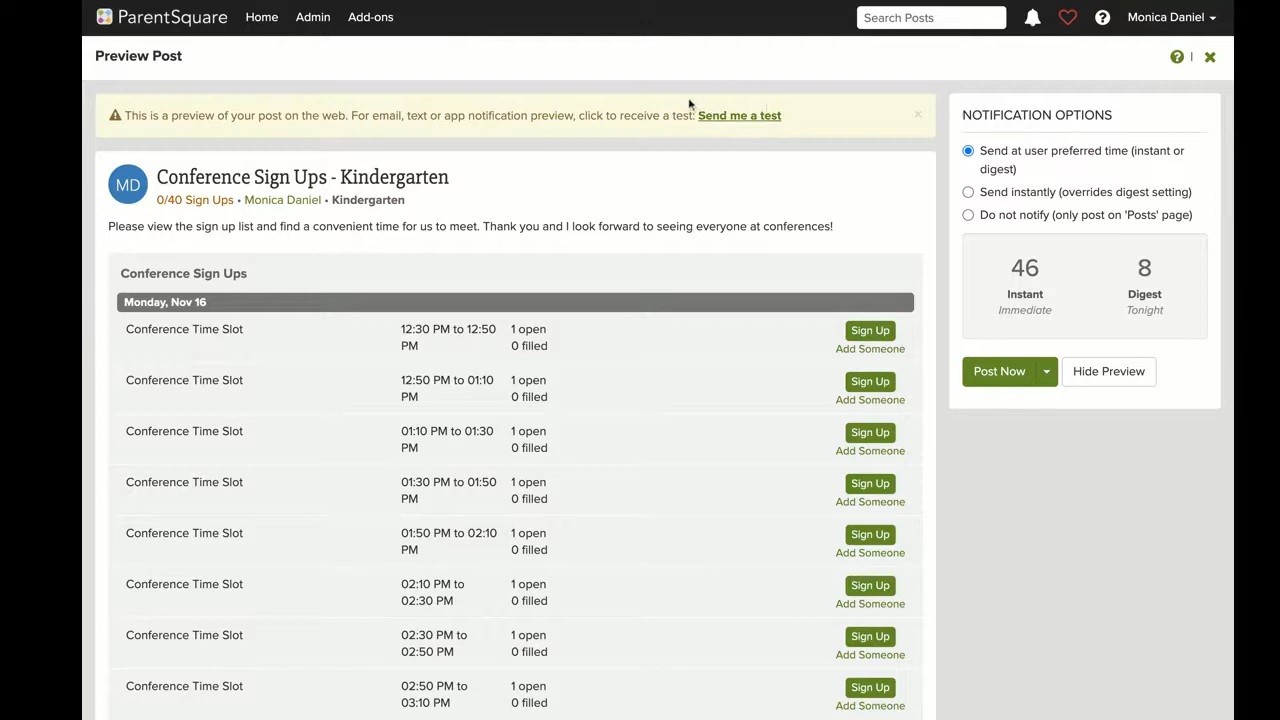 ParentSquare Home Admin Add-ons Search Posts Monica Daniel
Preview Post
This is a preview of your post on the web. For email, text or app notification preview, click to receive a test: Send me a test
MD
Conference Sign Ups - Kindergarten
0/40 Sign Ups • Monica Daniel • Kindergarten
Please view the sign up list and find a convenient time for us to meet. Thank you and I look forward to seeing everyone at conferences!
Conference Sign Ups
Monday, Nov 16
Conference Time Slot 12:30 PM to 12:50 PM 1 open 0 filled Sign Up Add Someone
Conference Time Slot 12:50 PM to 01:10 PM 1 open 0 filled Sign Up Add Someone
Conference Time Slot 01:10 PM to 01:30 PM 1 open 0 filled Sign Up Add Someone
Conference Time Slot 01:30 PM to 01:50 PM 1 open 0 filled Sign Up Add Someone
Conference Time Slot 01:50 PM to 02:10 PM 1 open 0 filled Sign Up Add Someone
Conference Time Slot 02:10 PM to 02:30 PM 1 open 0 filled Sign Up Add Someone
Conference Time Slot 02:30 PM to 02:50 PM 1 open 0 filled Sign Up Add Someone
Conference Time Slot 02:50 PM to 03:10 PM 1 open 0 filled Sign Up Add Someone
NOTIFICATION OPTIONS
Send at user preferred time (instant or
digest)
Send instantly (overrides digest setting)
Do not notify (only post on 'Posts' page)
46 8
Instant Digest
Immediate Tonight
Post Now Hide Preview